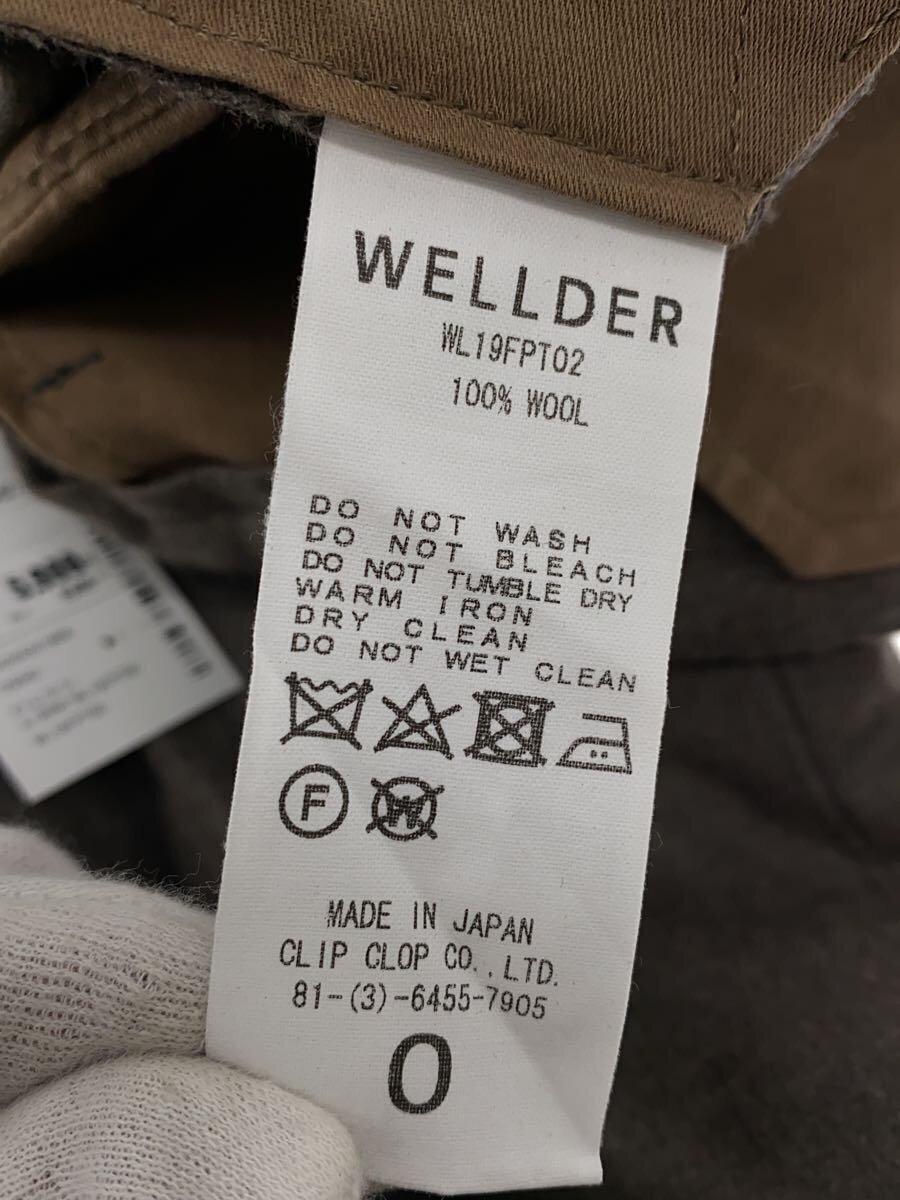 WELLDER
WL19FPT02
100% WOOL
DO NOT WASH
DO NOT BLEACH
DO NOT TUMBLE DRY
WARM IRON
DRY CLEAN
DO NOT WET CLEAN
F W
MADE IN JAPAN
CLIP CLOP CO.,LTD.
81-(3)-6455-7905
0